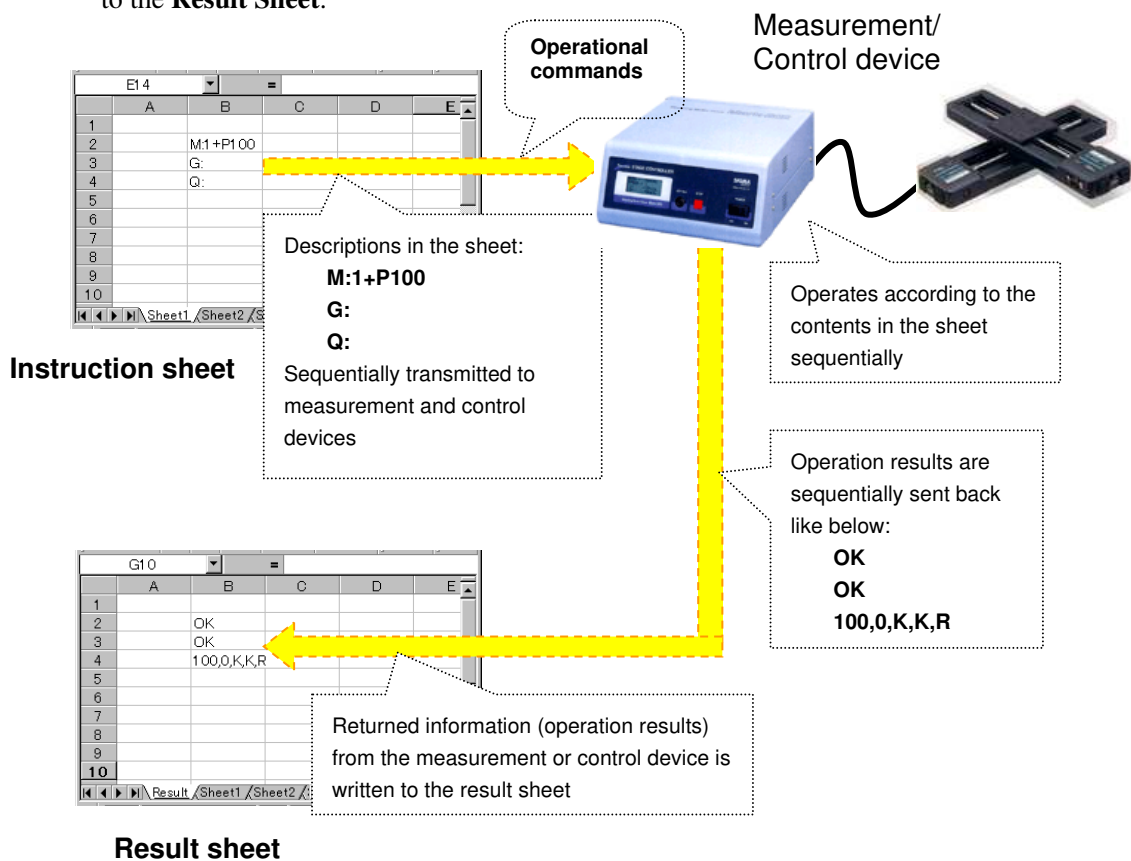 to the Result Sheet.
Measurement/
Control device
Operational
commands
E14 =
A B C D E
1
2 M:1+P100
3 G:
4 Q:
5
6
7
8
9
10
Sheet1 Sheet2
Instruction sheet
Descriptions in the sheet:
M:1+P100
G:
Q:
Sequentially transmitted to
measurement and control
devices
Operates according to the
contents in the sheet
sequentially
Operation results are
sequentially sent back
like below:
OK
OK
100,0,K,K,R
G10 =
A B C D E
1
2 OK
3 OK
4 100,0,K,K,R
5
6
7
8
9
10
Result Sheet1 Sheet2
Returned information (operation results)
from the measurement or control device is
written to the result sheet
Result sheet